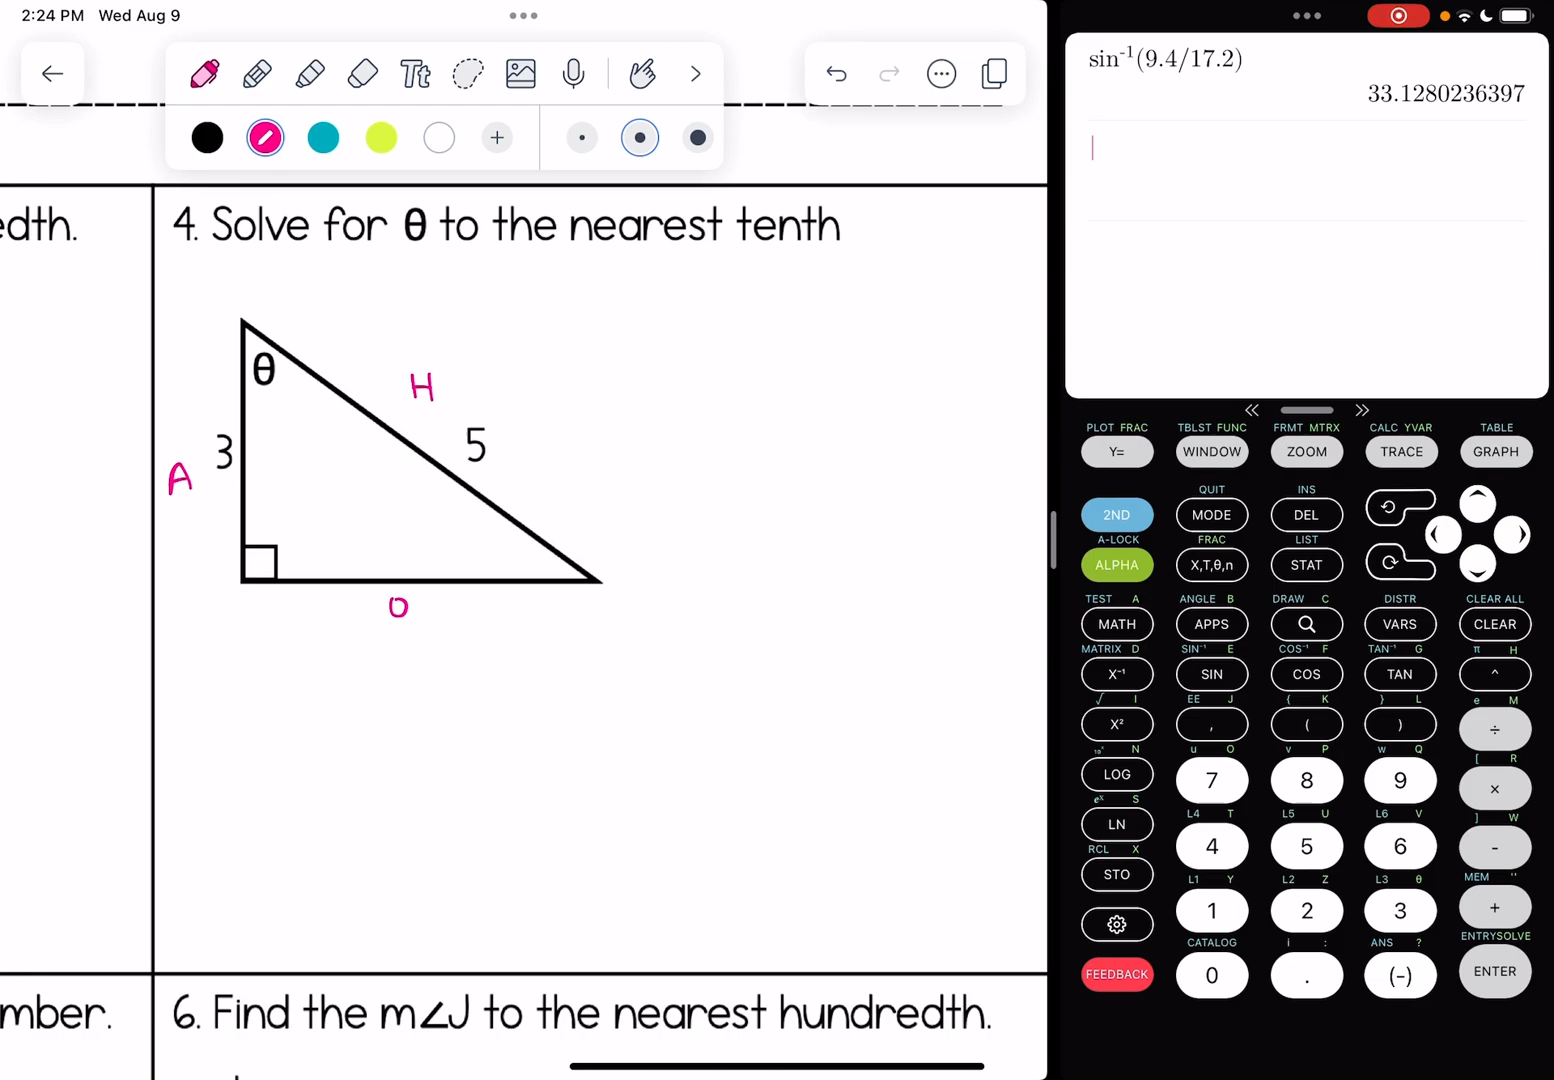 2:24 PM Wed Aug 9
Tt
edth.
4. Solve for θ to the nearest tenth
θ
H
3
5
A
O
mber.
6. Find the m∠J to the nearest hundredth.
sin⁻¹(9.4/17.2)
33.1280236397
PLOT FRAC TBLST FUNC FRMT MTRX CALC YVAR TABLE
Y= WINDOW ZOOM TRACE GRAPH
QUIT INS
2ND MODE DEL
A-LOCK FRAC LIST
ALPHA X,T,θ,n STAT
TEST A ANGLE B DRAW C DISTR CLEAR ALL
MATH APPS VARS CLEAR
MATRIX D SIN⁻¹ E COS⁻¹ F TAN⁻¹ G π H
X⁻¹ SIN COS TAN ^
√ I EE J { K } L e M
X² , ( ) ÷
10ˣ N u O v P w Q [ R
LOG 7 8 9 ×
eˣ S L4 T L5 U L6 V ] W
LN 4 5 6 -
RCL X L1 Y L2 Z L3 θ MEM "
STO 1 2 3 +
CATALOG i : ANS ? ENTRYSOLVE
FEEDBACK 0 . (−) ENTER